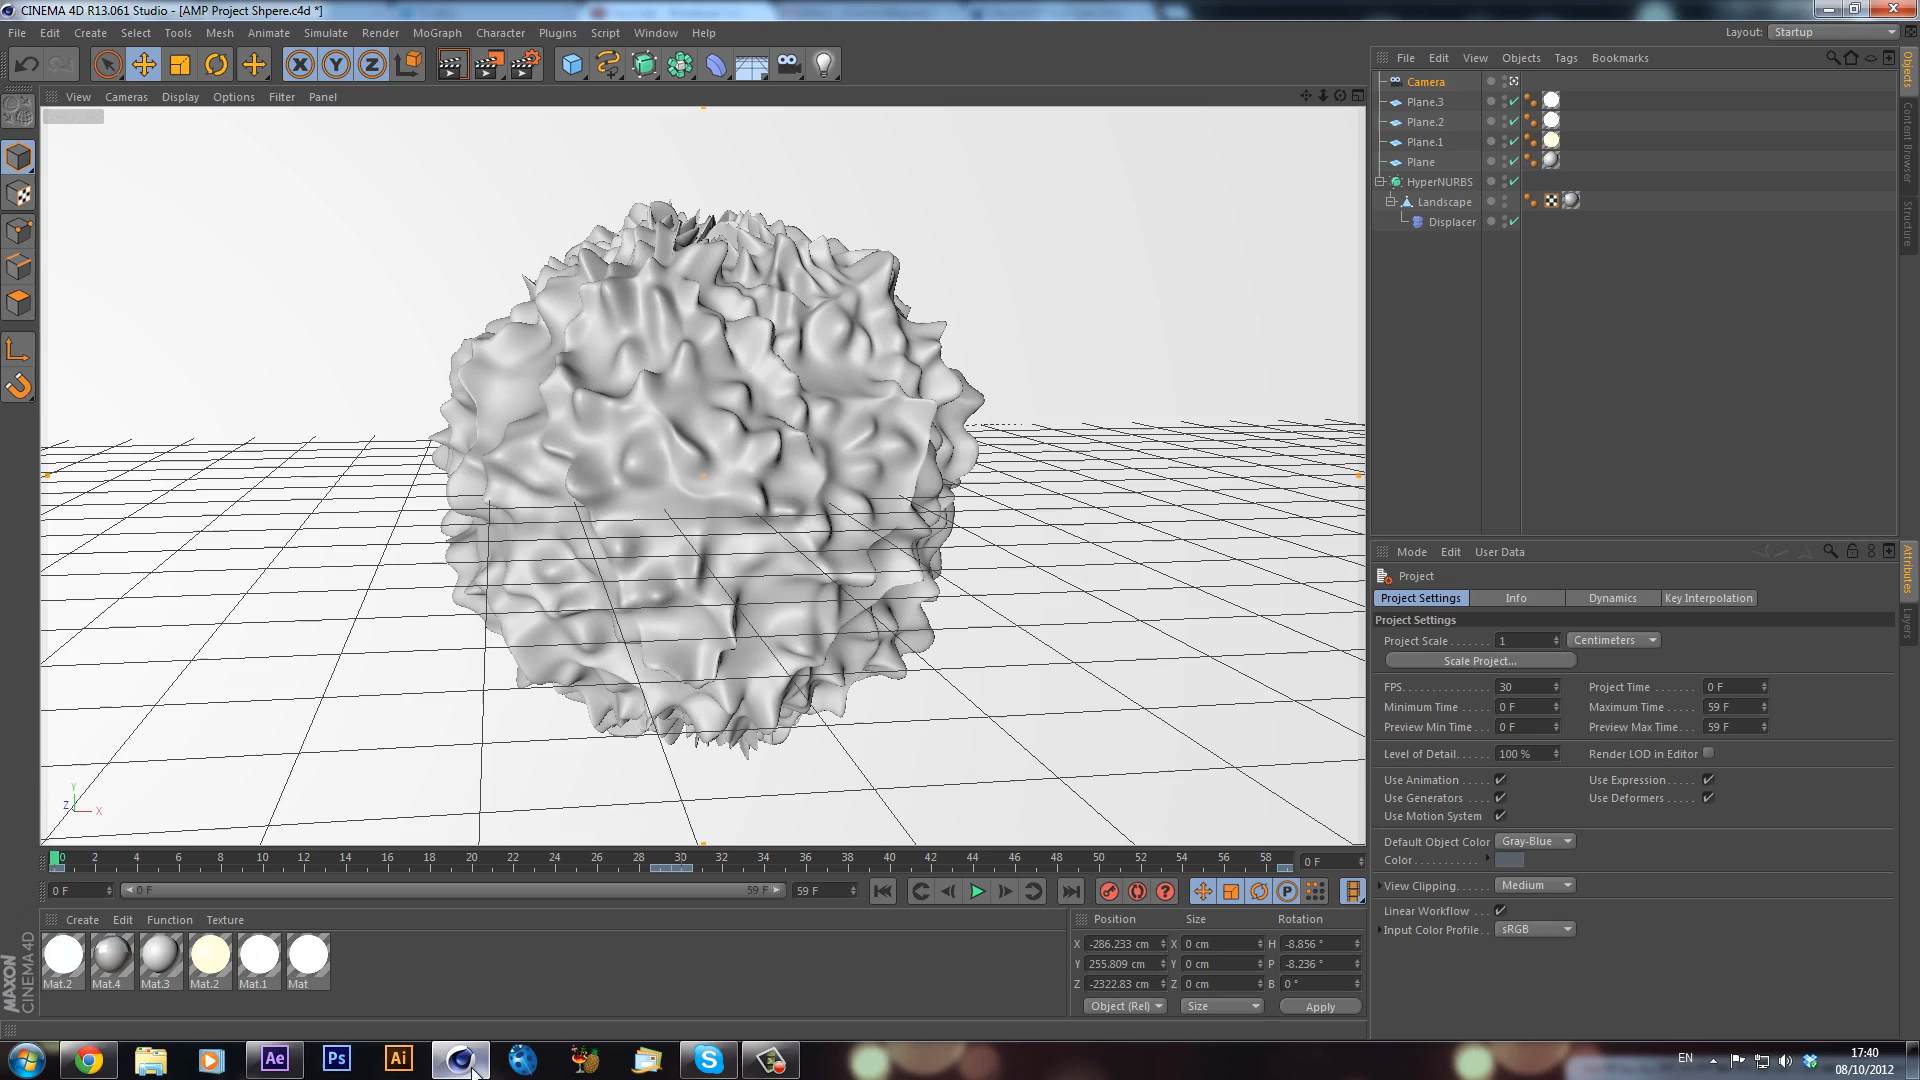 CINEMA 4D R13.061 Studio - [AMP Project Shpere.c4d *]
File Edit Create Select Tools Mesh Animate Simulate Render MoGraph Character Plugins Script Window Help
Layout: Startup
File Edit View Objects Tags Bookmarks
View Cameras Display Options Filter Panel
Camera
Plane.3
Plane.2
Plane.1
Plane
HyperNURBS
Landscape
Displacer
Objects
Content Browser
Structure
Mode Edit User Data
Project
Project Settings Info Dynamics Key Interpolation
Project Settings
Project Scale 1 Centimeters
Scale Project...
FPS 30 Project Time 0 F
Minimum Time 0 F Maximum Time 59 F
Preview Min Time 0 F Preview Max Time 59 F
Level of Detail 100 % Render LOD in Editor
Use Animation Use Expression
Use Generators Use Deformers
Use Motion System
Default Object Color Gray-Blue
Color
View Clipping Medium
Linear Workflow
Input Color Profile sRGB
Attributes
Layers
Y
Z X
0 2 4 6 8 10 12 14 16 18 20 22 24 26 28 30 32 34 36 38 40 42 44 46 48 50 52 54 56 58 0 F
0 F 0 F 59 F 59 F
Create Edit Function Texture
Mat.2 Mat.4 Mat.3 Mat.2 Mat.1 Mat
MAXON
CINEMA 4D
Position Size Rotation
X -286.233 cm X 0 cm H -8.856 °
Y 255.809 cm Y 0 cm P -8.236 °
Z -2322.83 cm Z 0 cm B 0 °
Object (Rel) Size Apply
Ae Ps Ai
EN
17:40
08/10/2012